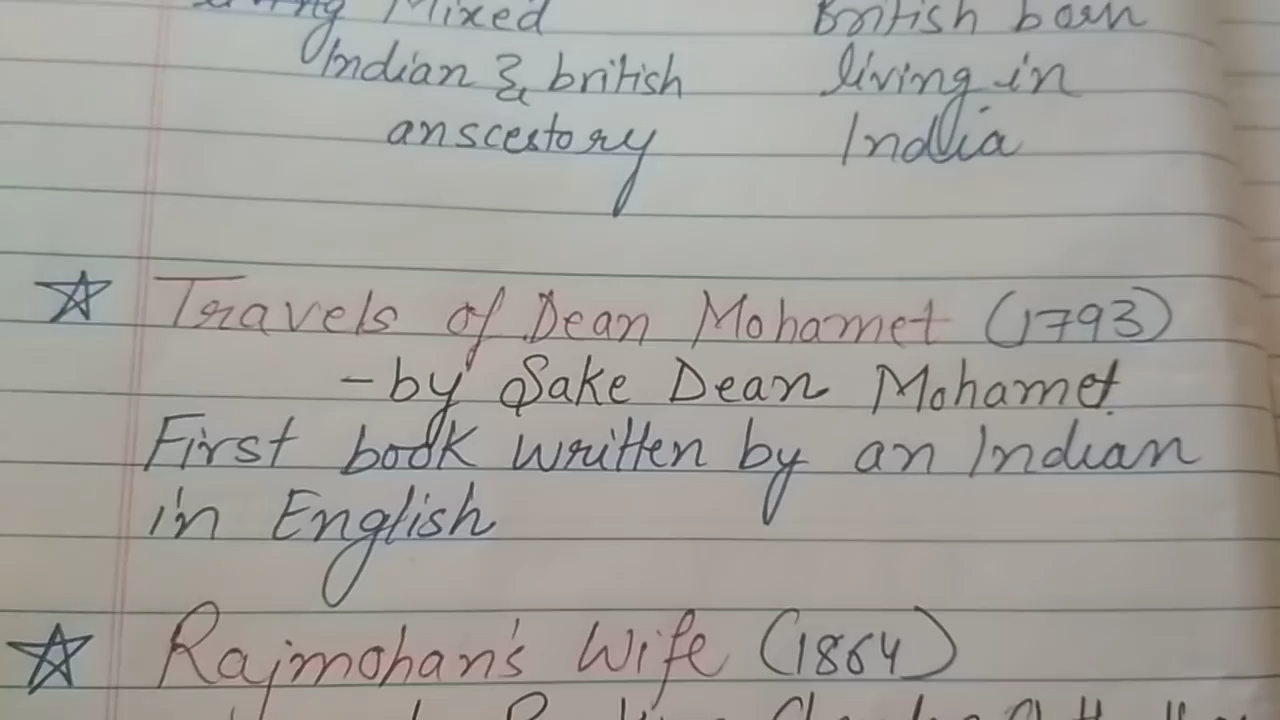 Mixed British born
Indian & british living in
anscestory India
☆ Travels of Dean Mohamet (1793)
- by Sake Dean Mohamet
First book written by an Indian
in English
☆ Rajmohan's Wife (1864)